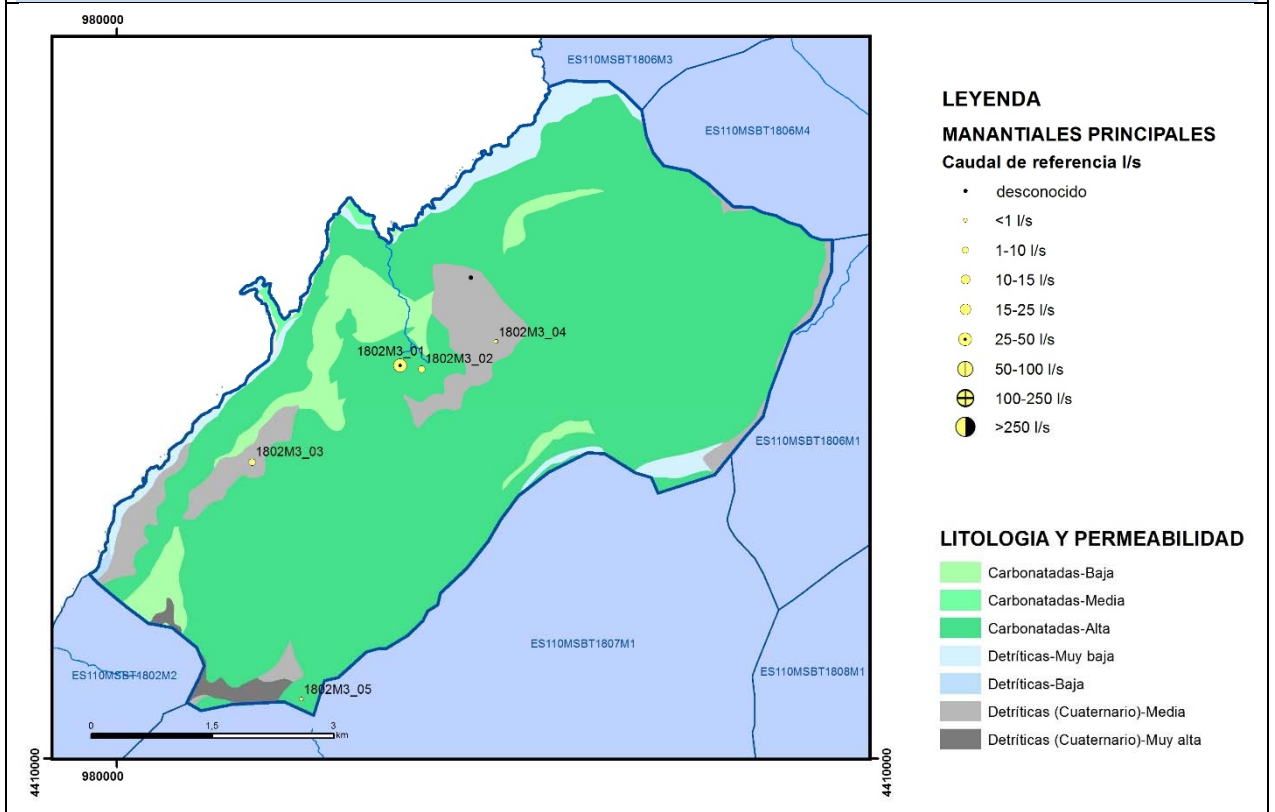 980000
ES110MSBT1806M3
ES110MSBT1806M4
1802M3_04
1802M3_01
1802M3_02
ES110MSBT1806M1
1802M3_03
ES110MSBT1807M1
ES110MSBT1802M2
ES110MSBT1808M1
1802M3_05
0
1,5
3
km
4410000
980000
4410000
LEYENDA
MANANTIALES PRINCIPALES
Caudal de referencia l/s
desconocido
<1 l/s
1-10 l/s
10-15 l/s
15-25 l/s
25-50 l/s
50-100 l/s
100-250 l/s
>250 l/s
LITOLOGIA Y PERMEABILIDAD
Carbonatadas-Baja
Carbonatadas-Media
Carbonatadas-Alta
Detríticas-Muy baja
Detríticas-Baja
Detríticas (Cuaternario)-Media
Detríticas (Cuaternario)-Muy alta